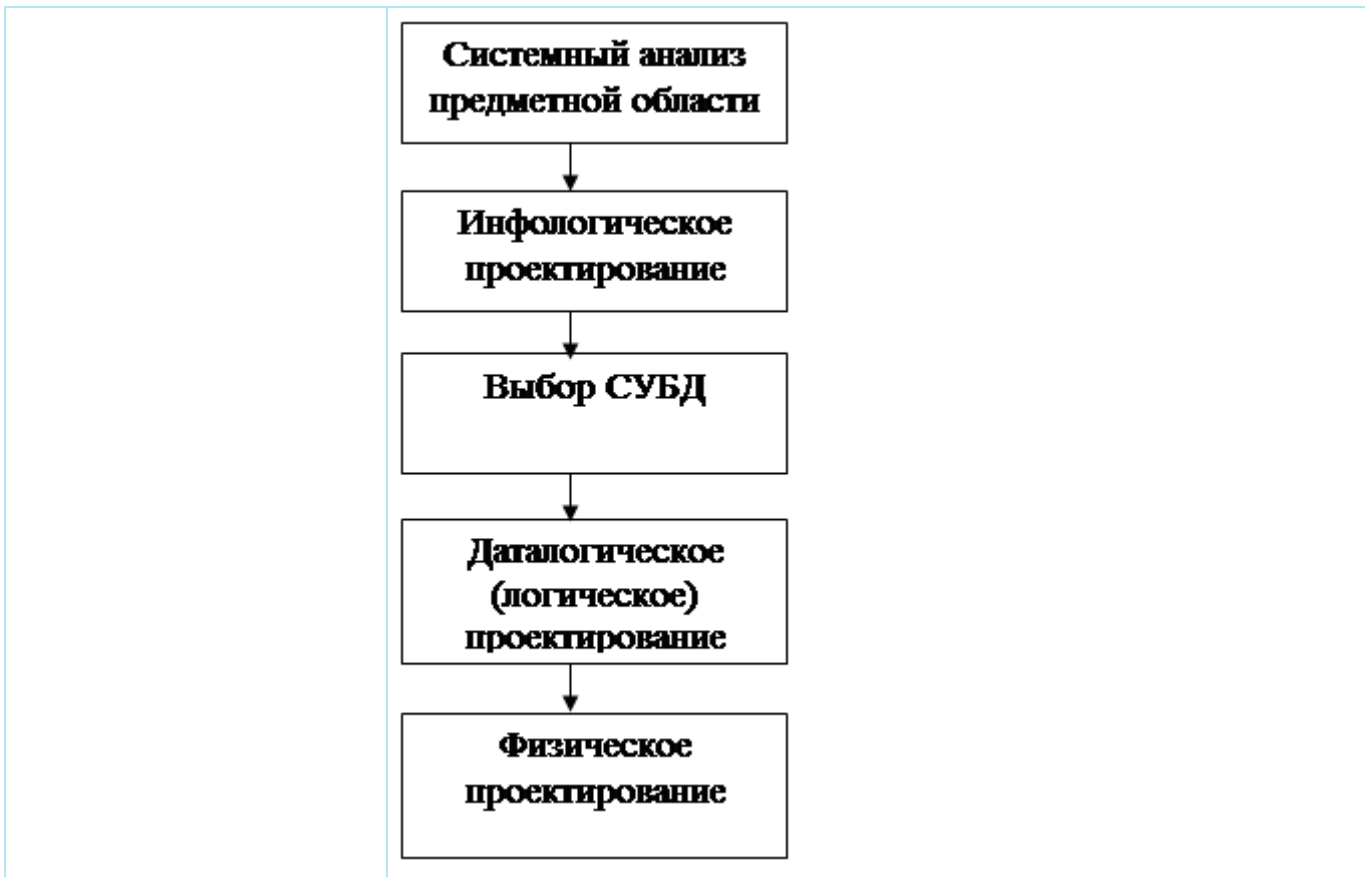 Системный анализ
предметной области
Инфологическое
проектирование
Выбор СУБД
Даталогическое
(логическое)
проектирование
Физическое
проектирование